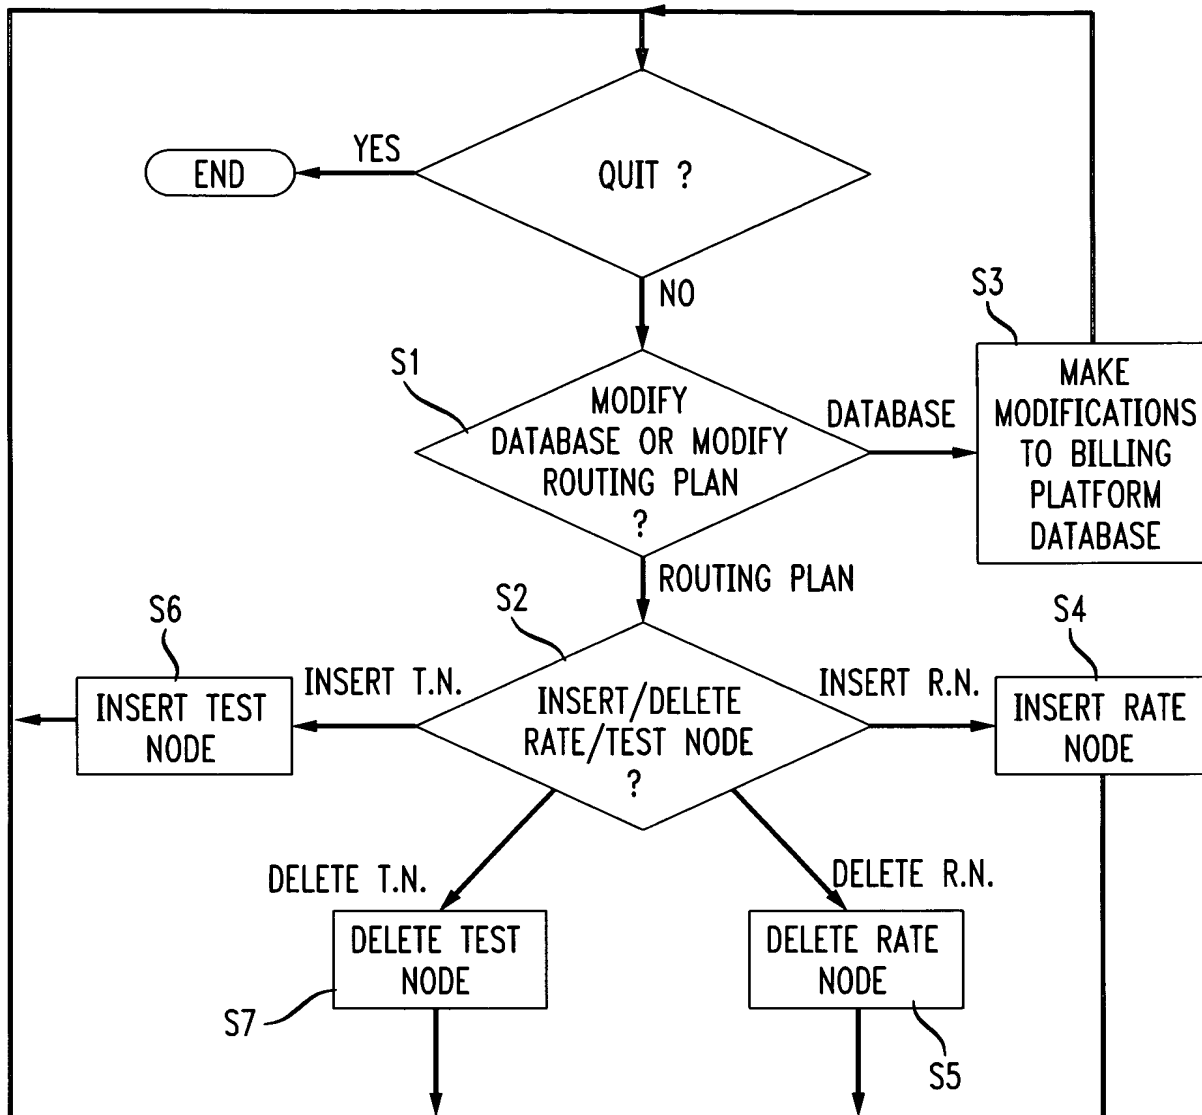 YES
END
QUIT ?
NO
S3
S1
MODIFY
DATABASE OR MODIFY
ROUTING PLAN
?
DATABASE
MAKE
MODIFICATIONS
TO BILLING
PLATFORM
DATABASE
ROUTING PLAN
S6
S2
S4
INSERT T.N.
INSERT R.N.
INSERT TEST
NODE
INSERT/DELETE
RATE/TEST NODE
?
INSERT RATE
NODE
DELETE T.N.
DELETE R.N.
DELETE TEST
NODE
DELETE RATE
NODE
S7
S5